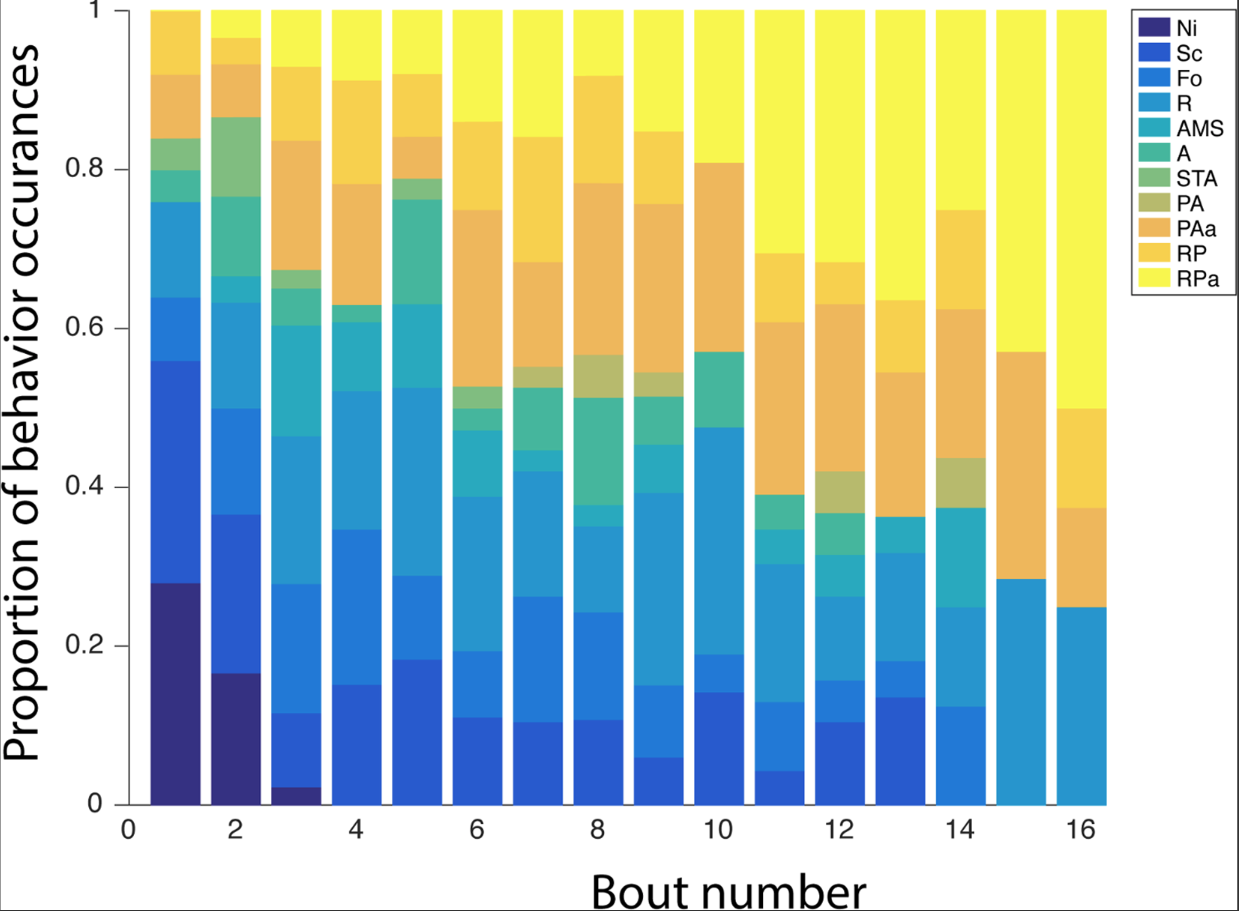 Proportion of behavior occurances
1
0.8
0.6
0.4
0.2
0
0 2 4 6 8 10 12 14 16
Bout number
Ni
Sc
Fo
R
AMS
A
STA
PA
PAa
RP
RPa